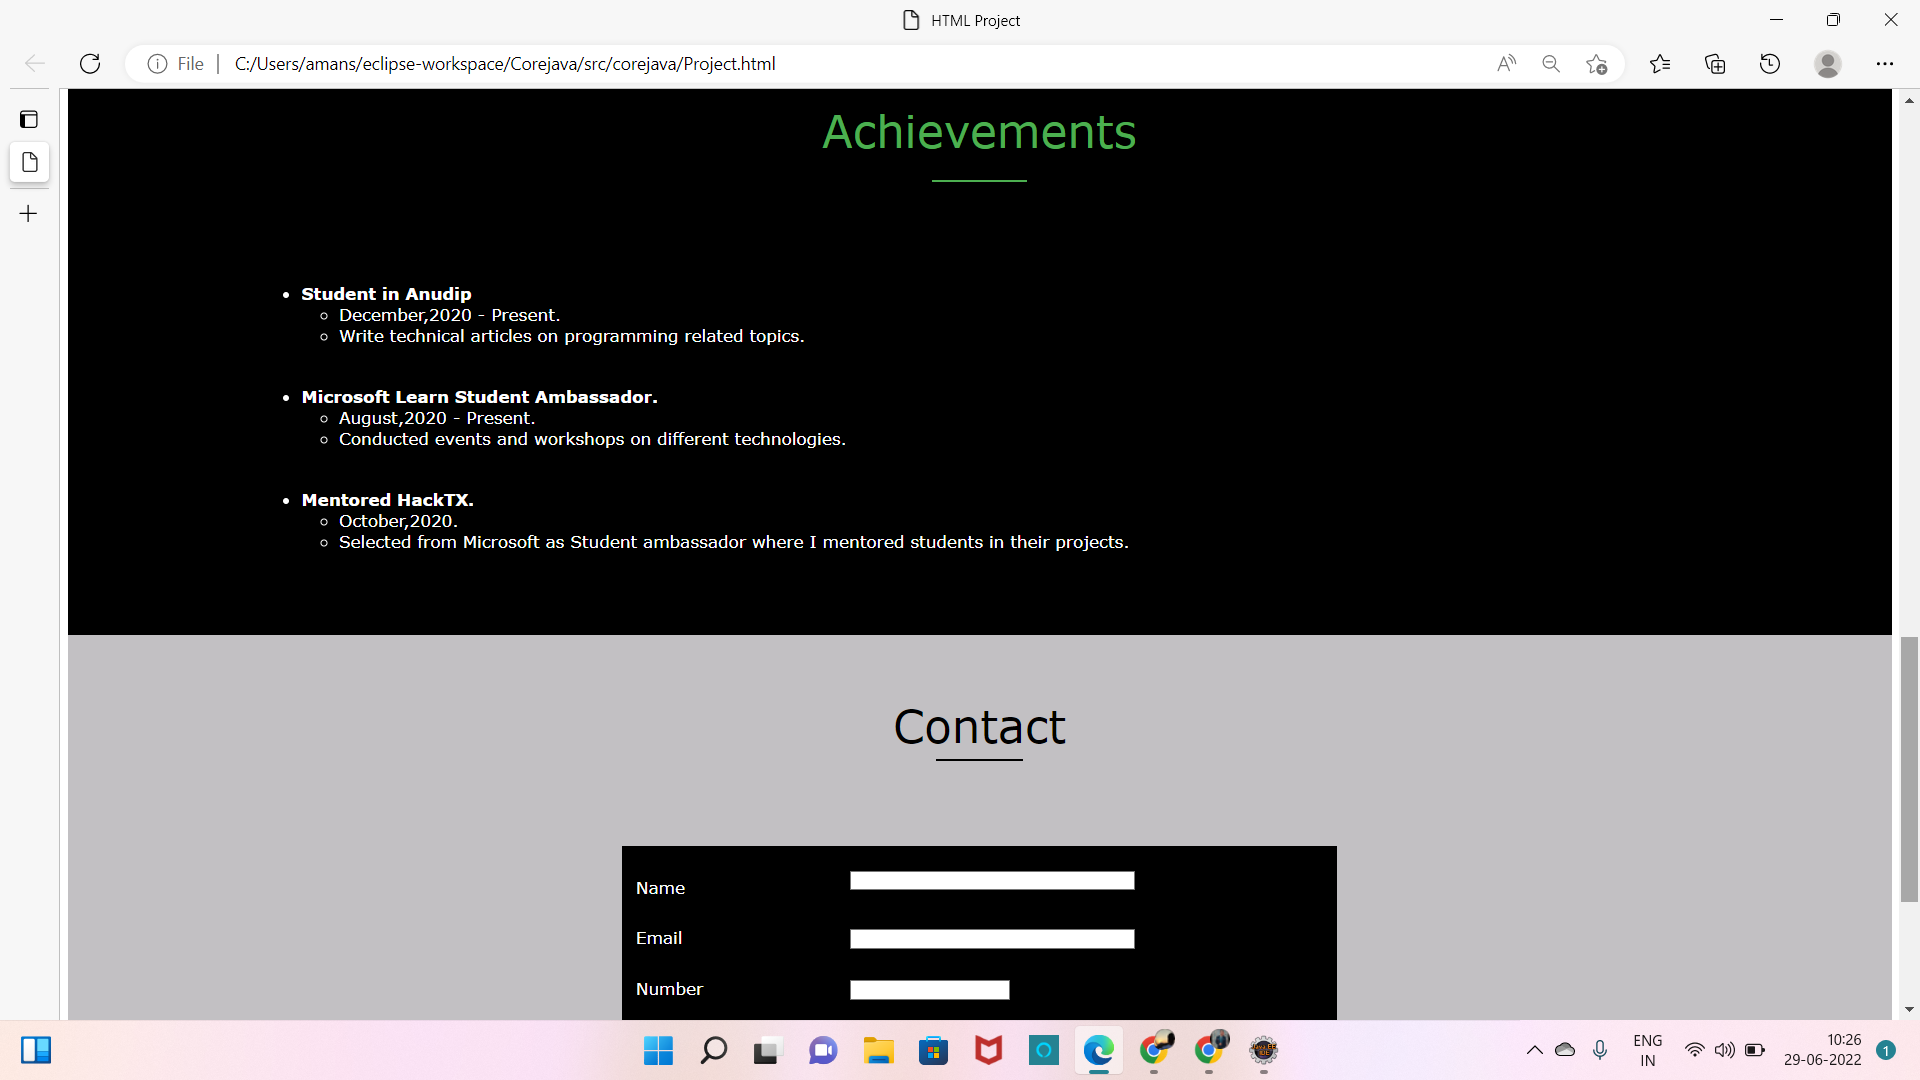 HTML Project
File
C:/Users/amans/eclipse-workspace/Corejava/src/corejava/Project.html
Achievements
Student in Anudip
December,2020 - Present.
Write technical articles on programming related topics.
Microsoft Learn Student Ambassador.
August,2020 - Present.
Conducted events and workshops on different technologies.
Mentored HackTX.
October,2020.
Selected from Microsoft as Student ambassador where I mentored students in their projects.
Contact
Name
Email
Number
ENG
IN
10:26
29-06-2022
1